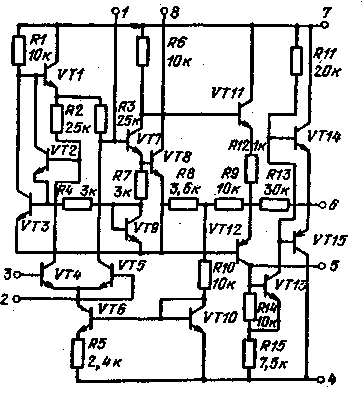 1 8 7
R1 10к
R6 10к
R11 20к
VT1
R2 25к
R3 25к
VT11
VT2
VT7
VT8
R12 1к
VT14
R4 3к
R7 3к
R8 3,6к
R9 10к
R13 30к
6
VT3
VT9
VT12
VT15
5
3
VT4
VT5
R10 10к
VT13
2
VT6
VT10
R14 10к
R5 2,4к
R15 7,5к
4